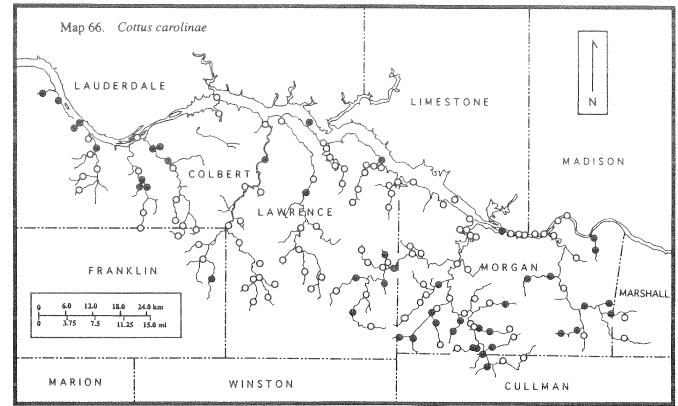 Map 66. Cottus carolinae
LAUDERDALE
LIMESTONE
N
MADISON
COLBERT
LAWRENCE
FRANKLIN
MORGAN
MARSHALL
0 6.0 12.0 18.0 24.0 km
0 3.75 7.5 11.25 15.0 mi
MARION
WINSTON
CULLMAN